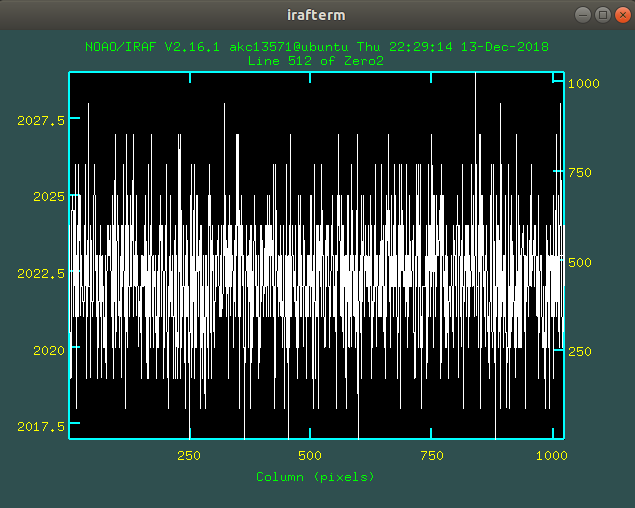 irafterm
NOAO/IRAF V2.16.1 akc13571@ubuntu Thu 22:29:14 13-Dec-2018
Line 512 of Zero2
1000
2027.5
750
2025
500
2022.5
2020
250
2017.5
250 500 750 1000
Column (pixels)